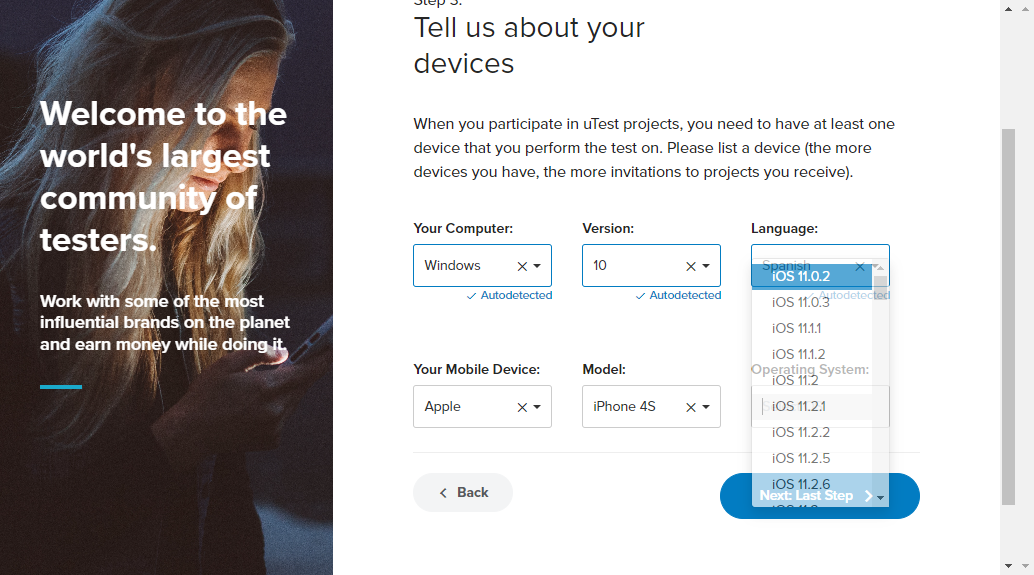 Welcome to the
world's largest
community of
testers.
Work with some of the most
influential brands on the planet
and earn money while doing it.
Step 3:
Tell us about your
devices
When you participate in uTest projects, you need to have at least one
device that you perform the test on. Please list a device (the more
devices you have, the more invitations to projects you receive).
Your Computer: Version: Language:
Windows 10 Spanish
Autodetected Autodetected Autodetected
iOS 11.0.2
iOS 11.0.3
iOS 11.1.1
iOS 11.1.2
iOS 11.2
iOS 11.2.1
iOS 11.2.2
iOS 11.2.5
iOS 11.2.6
Your Mobile Device: Model: Operating System:
Apple iPhone 4S
Back Next: Last Step